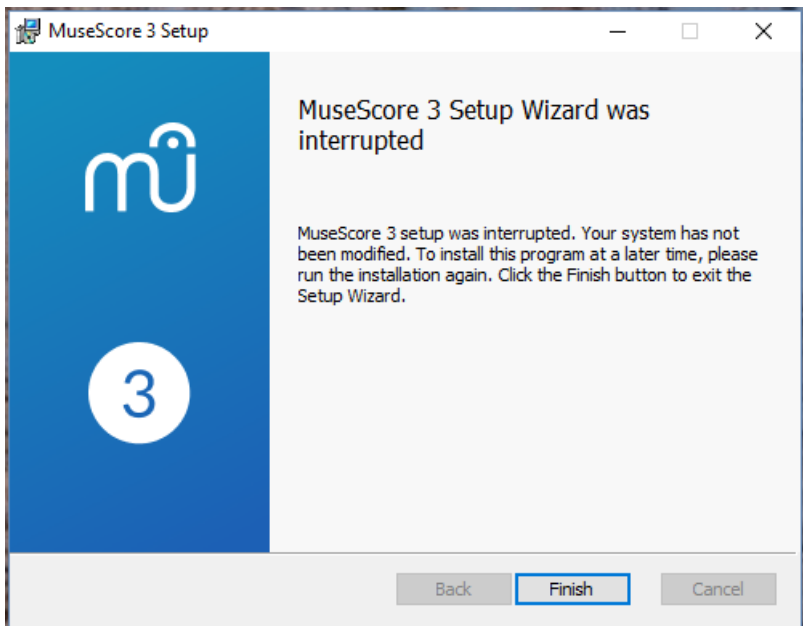 MuseScore 3 Setup
MuseScore 3 Setup Wizard was
interrupted
mu
MuseScore 3 setup was interrupted. Your system has not
been modified. To install this program at a later time, please
run the installation again. Click the Finish button to exit the
Setup Wizard.
3
Back
Finish
Cancel